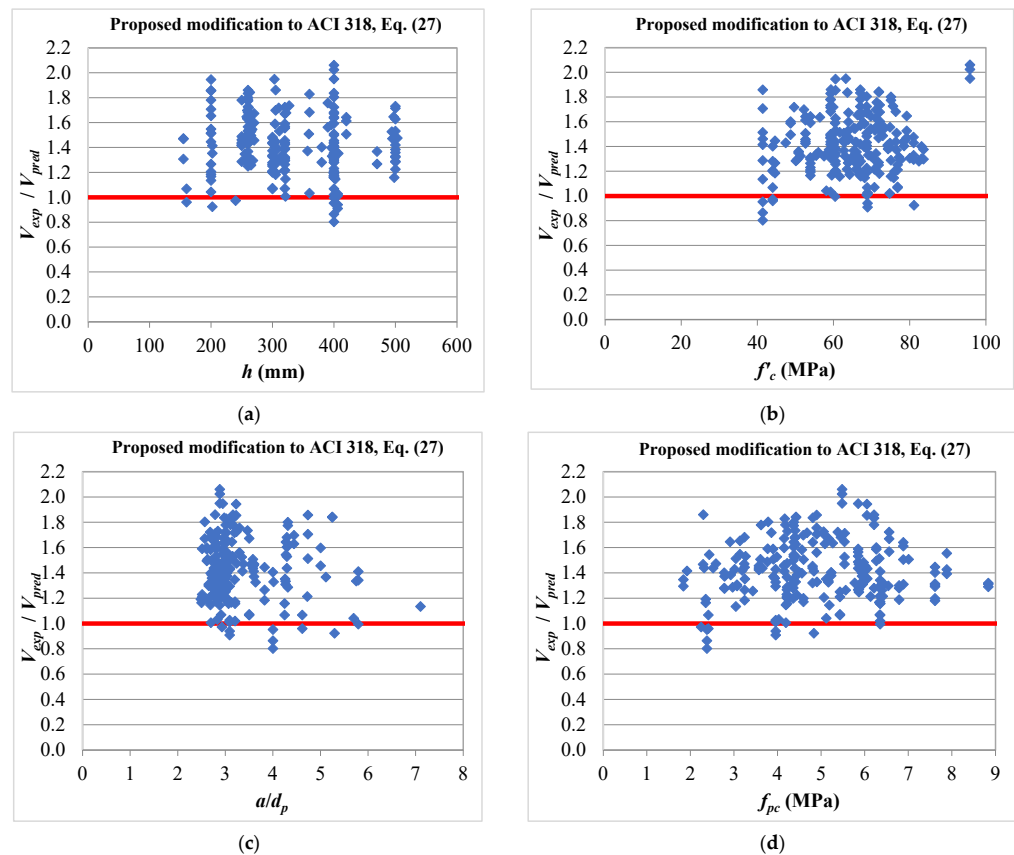 Proposed modification to ACI 318, Eq. (27)
2.2
2.0
1.8
1.6
1.4
1.2
1.0
0.8
0.6
0.4
0.2
0.0
V_exp / V_pred
0 100 200 300 400 500 600
h (mm)
(a)
Proposed modification to ACI 318, Eq. (27)
2.2
2.0
1.8
1.6
1.4
1.2
1.0
0.8
0.6
0.4
0.2
0.0
V_exp / V_pred
0 20 40 60 80 100
f'_c (MPa)
(b)
Proposed modification to ACI 318, Eq. (27)
2.2
2.0
1.8
1.6
1.4
1.2
1.0
0.8
0.6
0.4
0.2
0.0
V_exp / V_pred
0 1 2 3 4 5 6 7 8
a/d_p
(c)
Proposed modification to ACI 318, Eq. (27)
2.2
2.0
1.8
1.6
1.4
1.2
1.0
0.8
0.6
0.4
0.2
0.0
V_exp / V_pred
0 1 2 3 4 5 6 7 8 9
f_pc (MPa)
(d)